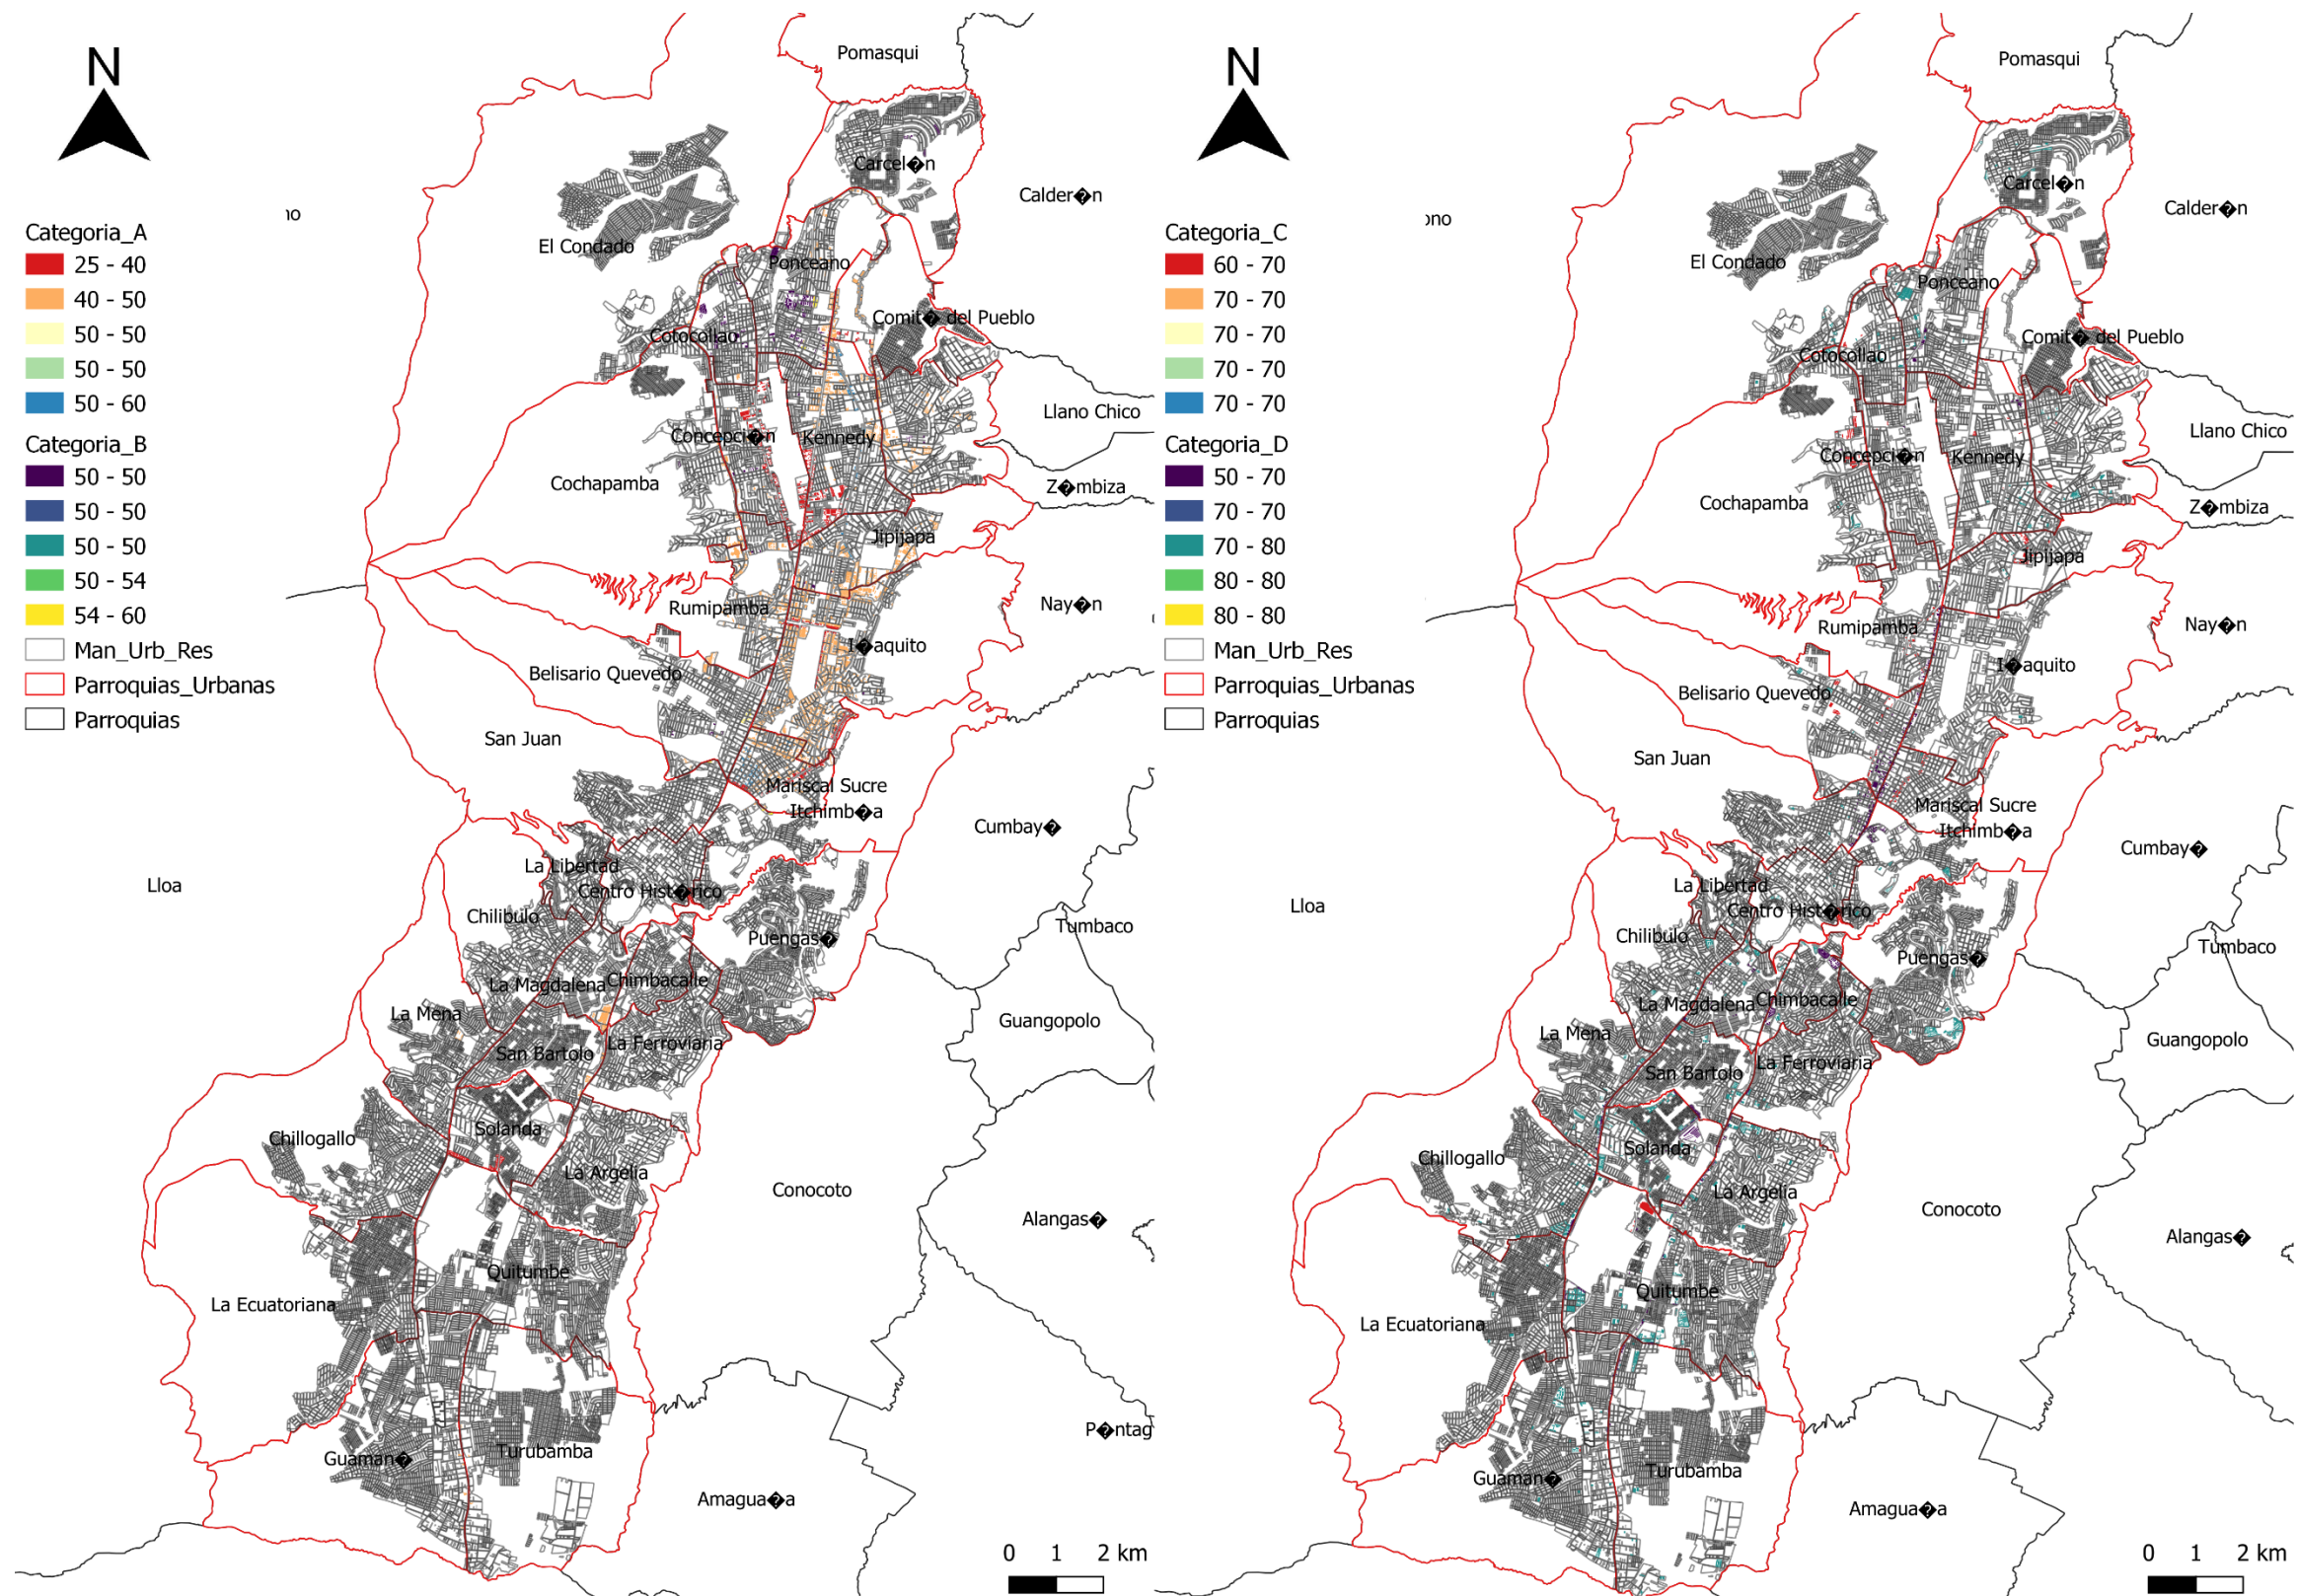 N
Categoria_A
25 - 40
40 - 50
50 - 50
50 - 50
50 - 60
Categoria_B
50 - 50
50 - 50
50 - 50
50 - 54
54 - 60
Man_Urb_Res
Parroquias_Urbanas
Parroquias
Pomasqui
Carcel�n
Calder�n
no
El Condado
Ponceano
Comit� del Pueblo
Cotocollao
Llano Chico
Concepci�n
Kennedy
Cochapamba
Z�mbiza
Jipijapa
Rumipamba
Nay�n
I�aquito
Belisario Quevedo
San Juan
Mariscal Sucre
Itchimb�a
Cumbay�
La Libertad
Lloa
Centro Hist�rico
Chilibulo
Tumbaco
Puengas�
La Magdalena
Chimbacalle
La Mena
Guangopolo
San Bartolo
La Ferroviaria
Solanda
Chillogallo
La Argelia
Conocoto
Alangas�
Quitumbe
La Ecuatoriana
P�ntag
Turubamba
Guaman�
Amagua�a
0 1 2 km
N
Categoria_C
60 - 70
70 - 70
70 - 70
70 - 70
70 - 70
Categoria_D
50 - 70
70 - 70
70 - 80
80 - 80
80 - 80
Man_Urb_Res
Parroquias_Urbanas
Parroquias
Pomasqui
Carcel�n
Calder�n
ono
El Condado
Ponceano
Comit� del Pueblo
Cotocollao
Llano Chico
Concepci�n
Kennedy
Cochapamba
Z�mbiza
Jipijapa
Rumipamba
Nay�n
I�aquito
Belisario Quevedo
San Juan
Mariscal Sucre
Itchimb�a
Cumbay�
La Libertad
Lloa
Centro Hist�rico
Chilibulo
Tumbaco
Puengas�
La Magdalena
Chimbacalle
La Mena
Guangopolo
San Bartolo
La Ferroviaria
Solanda
Chillogallo
La Argelia
Conocoto
Alangas�
Quitumbe
La Ecuatoriana
Turubamba
Guaman�
Amagua�a
0 1 2 km